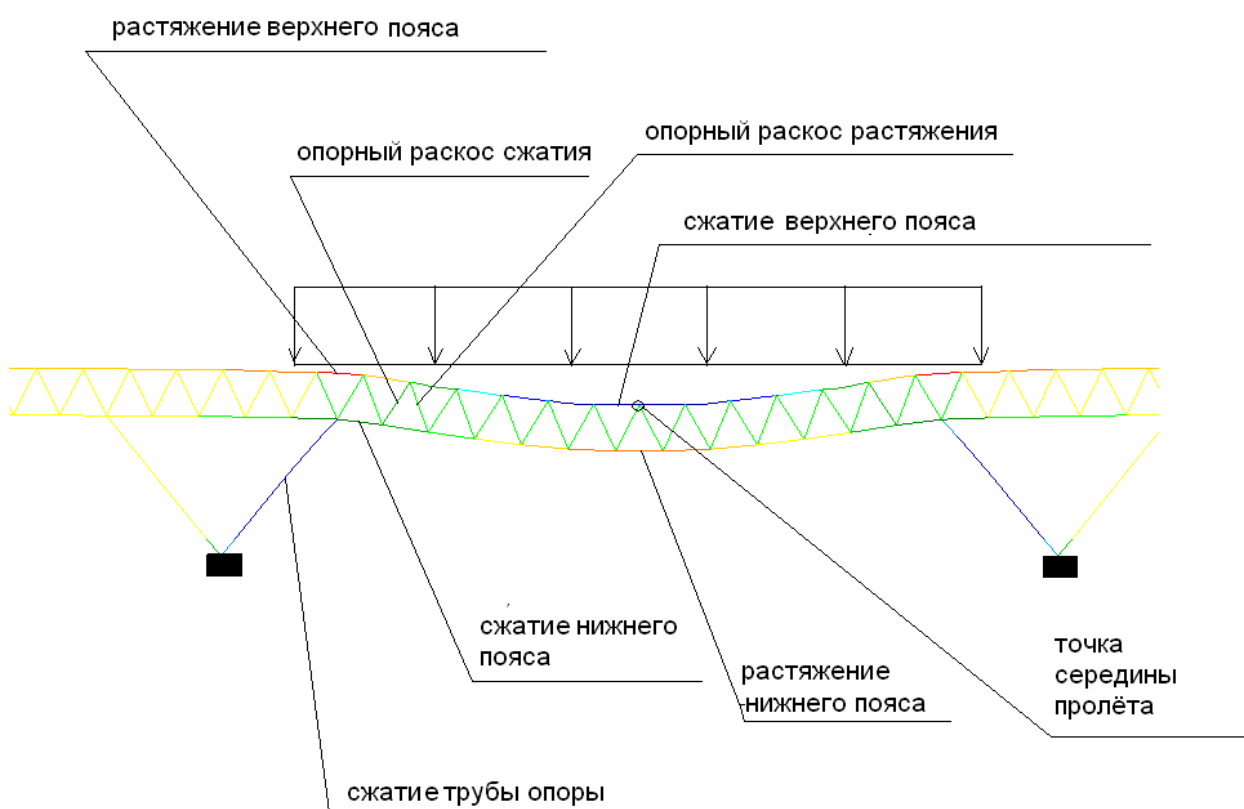 растяжение верхнего пояса
опорный раскос растяжения
опорный раскос сжатия
сжатие верхнего пояса
сжатие нижнего
пояса
растяжение
нижнего пояса
точка
середины
пролёта
сжатие трубы опоры